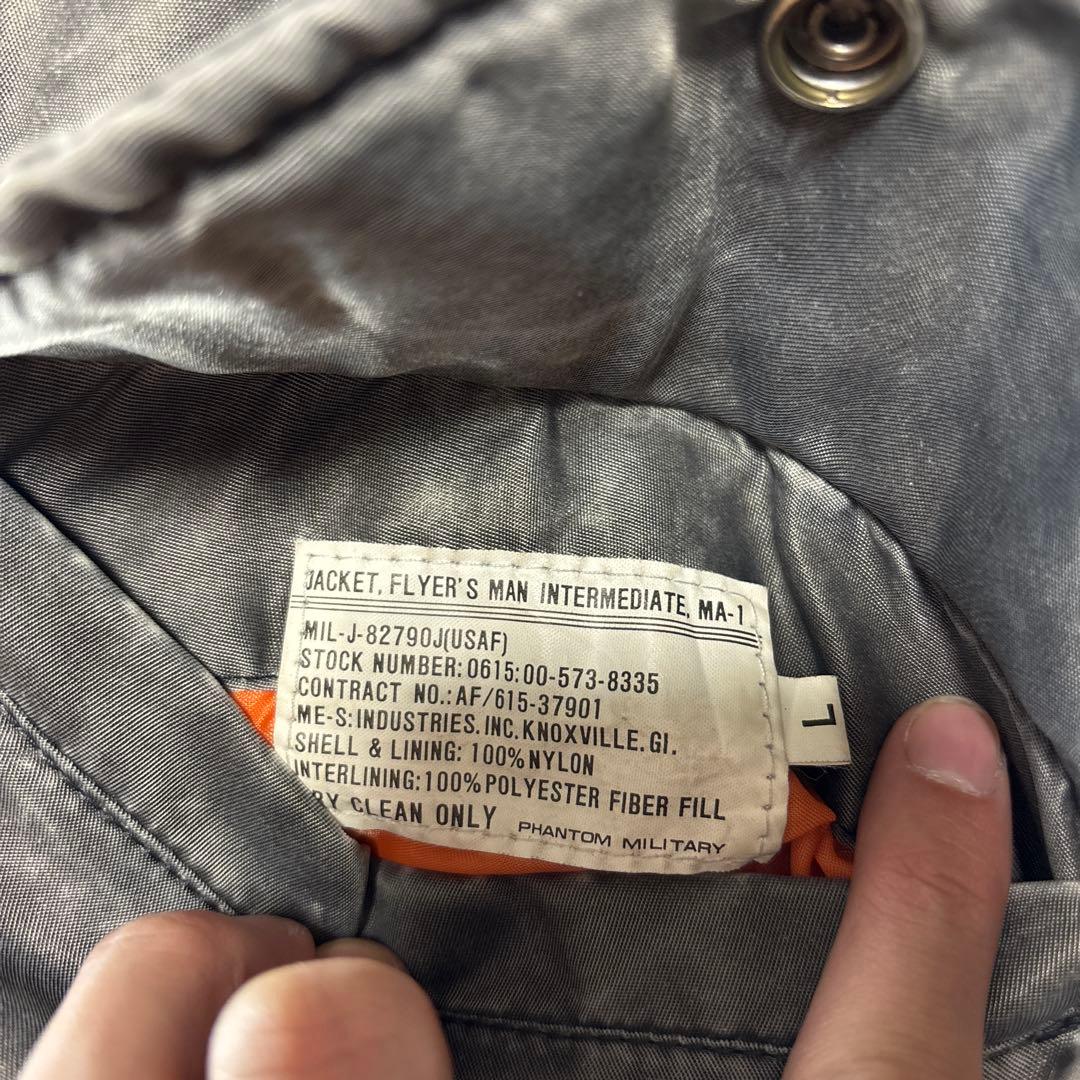 JACKET, FLYER'S MAN INTERMEDIATE, MA-1
MIL-J-82790J(USAF)
STOCK NUMBER: 0615:00-573-8335
CONTRACT NO.: AF/615-37901
ME-S: INDUSTRIES. INC. KNOXVILLE. GI.
SHELL & LINING: 100% NYLON
INTERLINING: 100% POLYESTER FIBER FILL
RY CLEAN ONLY PHANTOM MILITARY
L